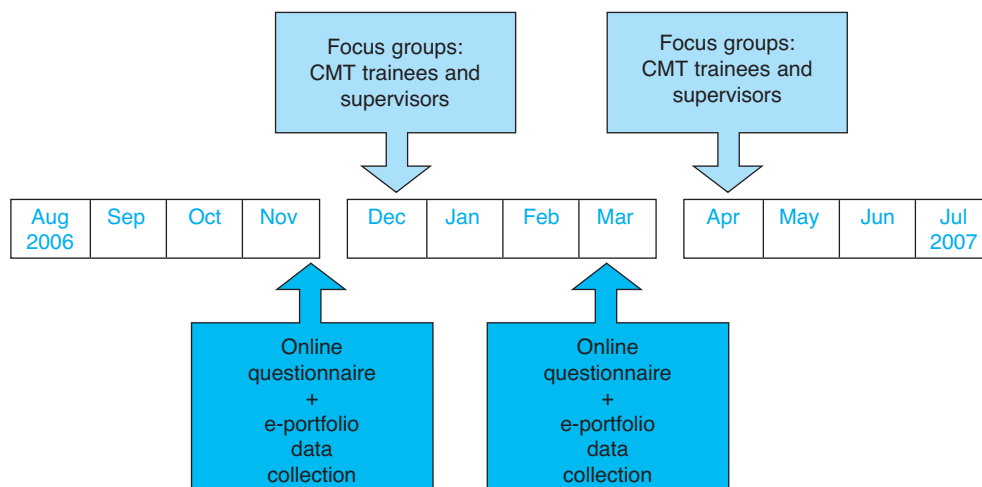 Focus groups:
CMT trainees and
supervisors
Focus groups:
CMT trainees and
supervisors
Aug
2006
Sep
Oct
Nov
Dec
Jan
Feb
Mar
Apr
May
Jun
Jul
2007
Online
questionnaire
+
e-portfolio
data
collection
Online
questionnaire
+
e-portfolio
data
collection